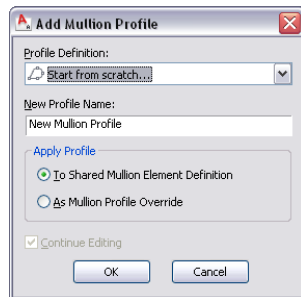 Add Mullion Profile
Profile Definition:
Start from scratch...
New Profile Name:
New Mullion Profile
Apply Profile
To Shared Mullion Element Definition
As Mullion Profile Override
Continue Editing
OK
Cancel